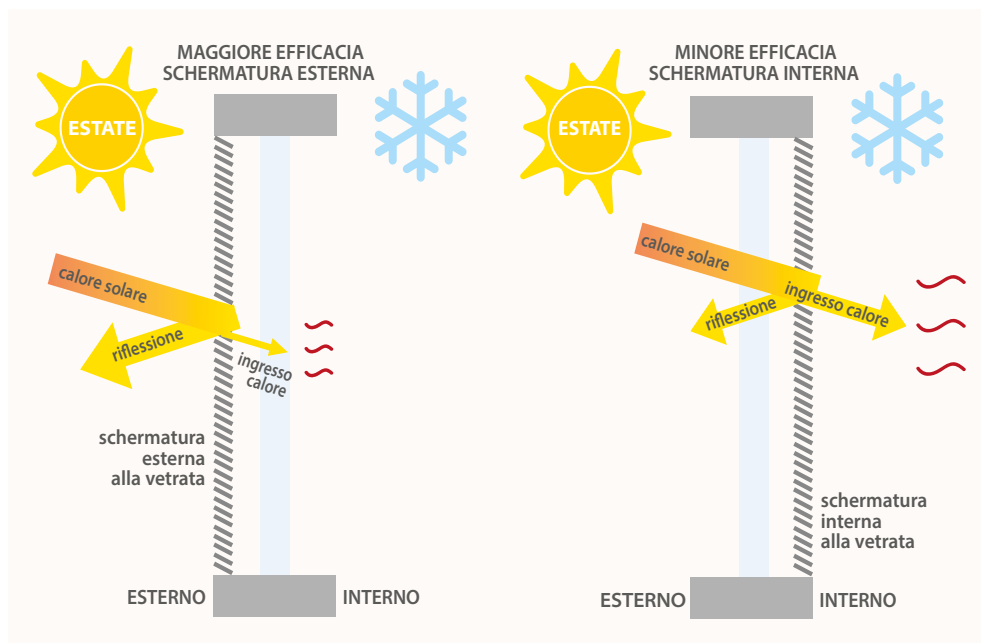 MAGGIORE EFFICACIA
SCHERMATURA ESTERNA
ESTATE
calore solare
riflessione
ingresso
calore
schermatura
esterna
alla vetrata
ESTERNO
INTERNO
MINORE EFFICACIA
SCHERMATURA INTERNA
ESTATE
calore solare
riflessione
ingresso calore
schermatura
interna
alla vetrata
ESTERNO
INTERNO